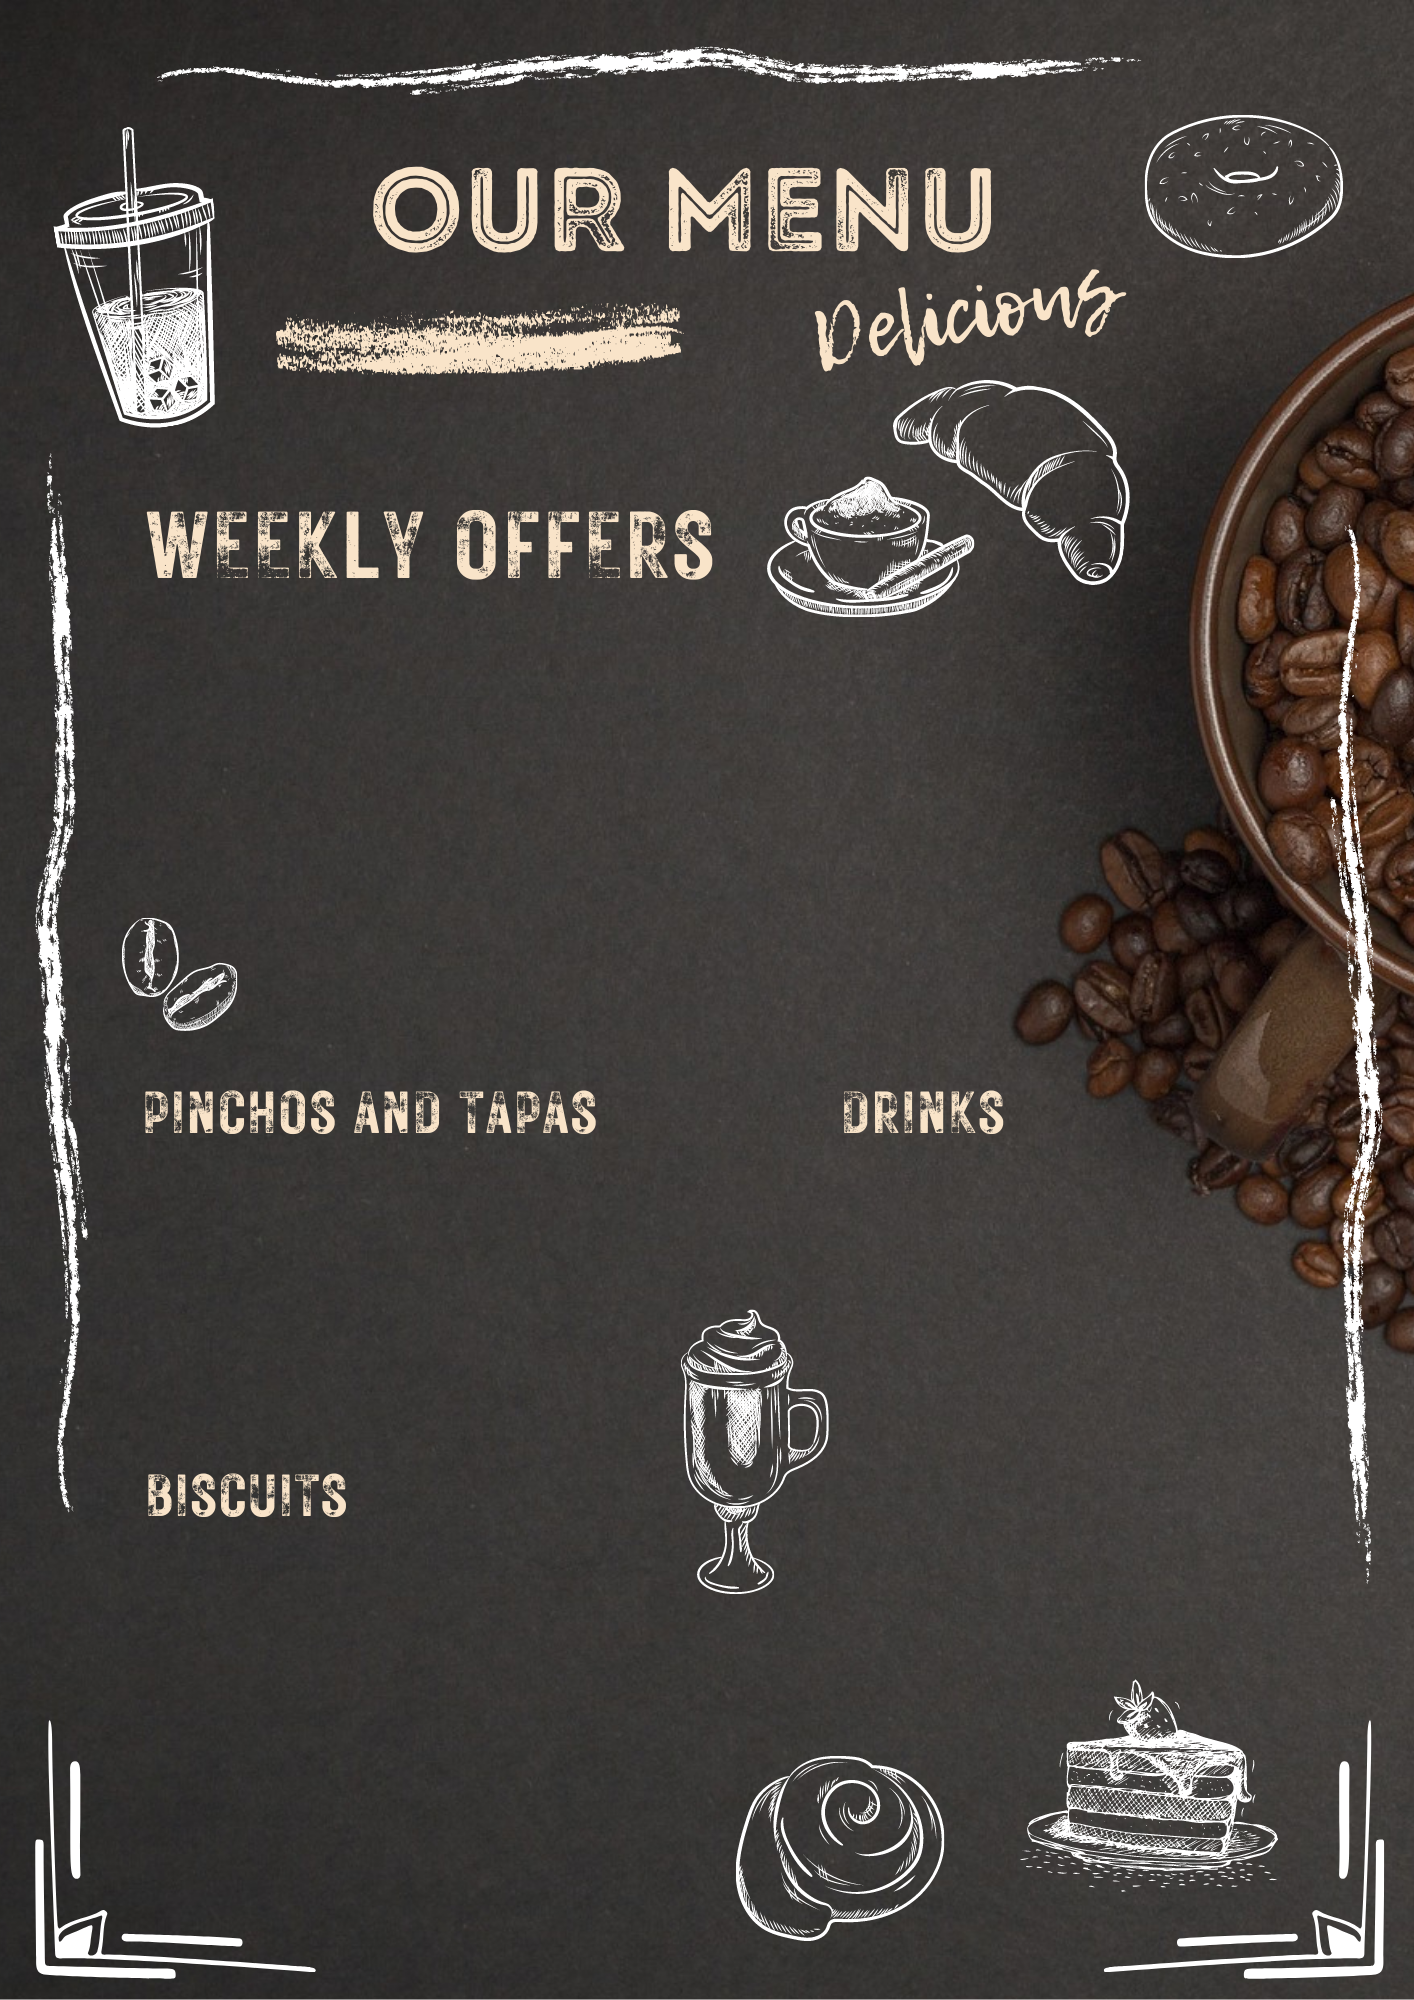 OUR MENU
Delicious
WEEKLY OFFERS
PINCHOS AND TAPAS
DRINKS
BISCUITS